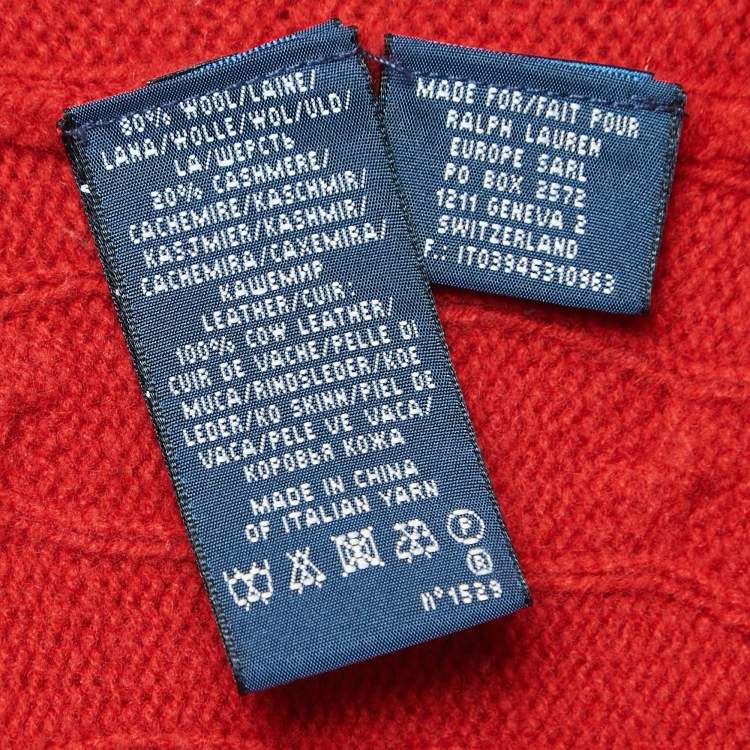 80% WOOL/LAINE/
LANA/WOLLE/WOL/ULD/
LA/ШЕРСТЬ
20% CASHMERE/
CACHEMIRE/KASCHMIR/
KASJMIER/KASHMIR/
CACHEMIRA/CAXEMIRA/
КАШЕМИР
LEATHER/CUIR:
100% COW LEATHER/
CUIR DE VACHE/PELLE DI
MUCA/RINDSLEDER/KOE
LEDER/KO SKINN/PIEL DE
VACA/PELE VE VACA/
КОРОВЬЯ КОЖА
MADE IN CHINA
OF ITALIAN YARN
P
®
n° 1529
MADE FOR/FAIT POUR
RALPH LAUREN
EUROPE SARL
PO BOX 3572
1211 GENEVA 2
SWITZERLAND
F.: IT03945310963